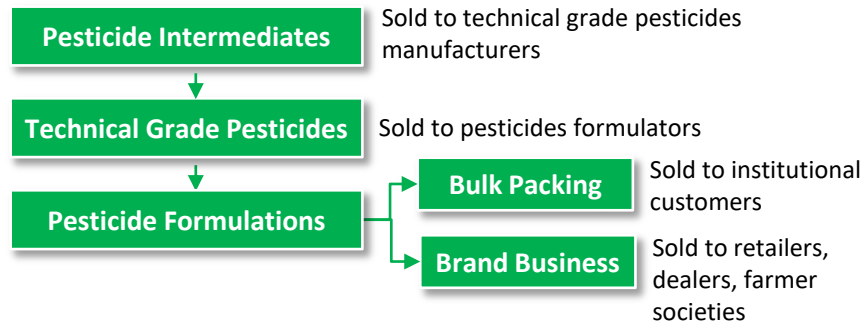 Pesticide Intermediates
Sold to technical grade pesticides
manufacturers
Technical Grade Pesticides
Sold to pesticides formulators
Pesticide Formulations
Bulk Packing
Sold to institutional
customers
Brand Business
Sold to retailers,
dealers, farmer
societies